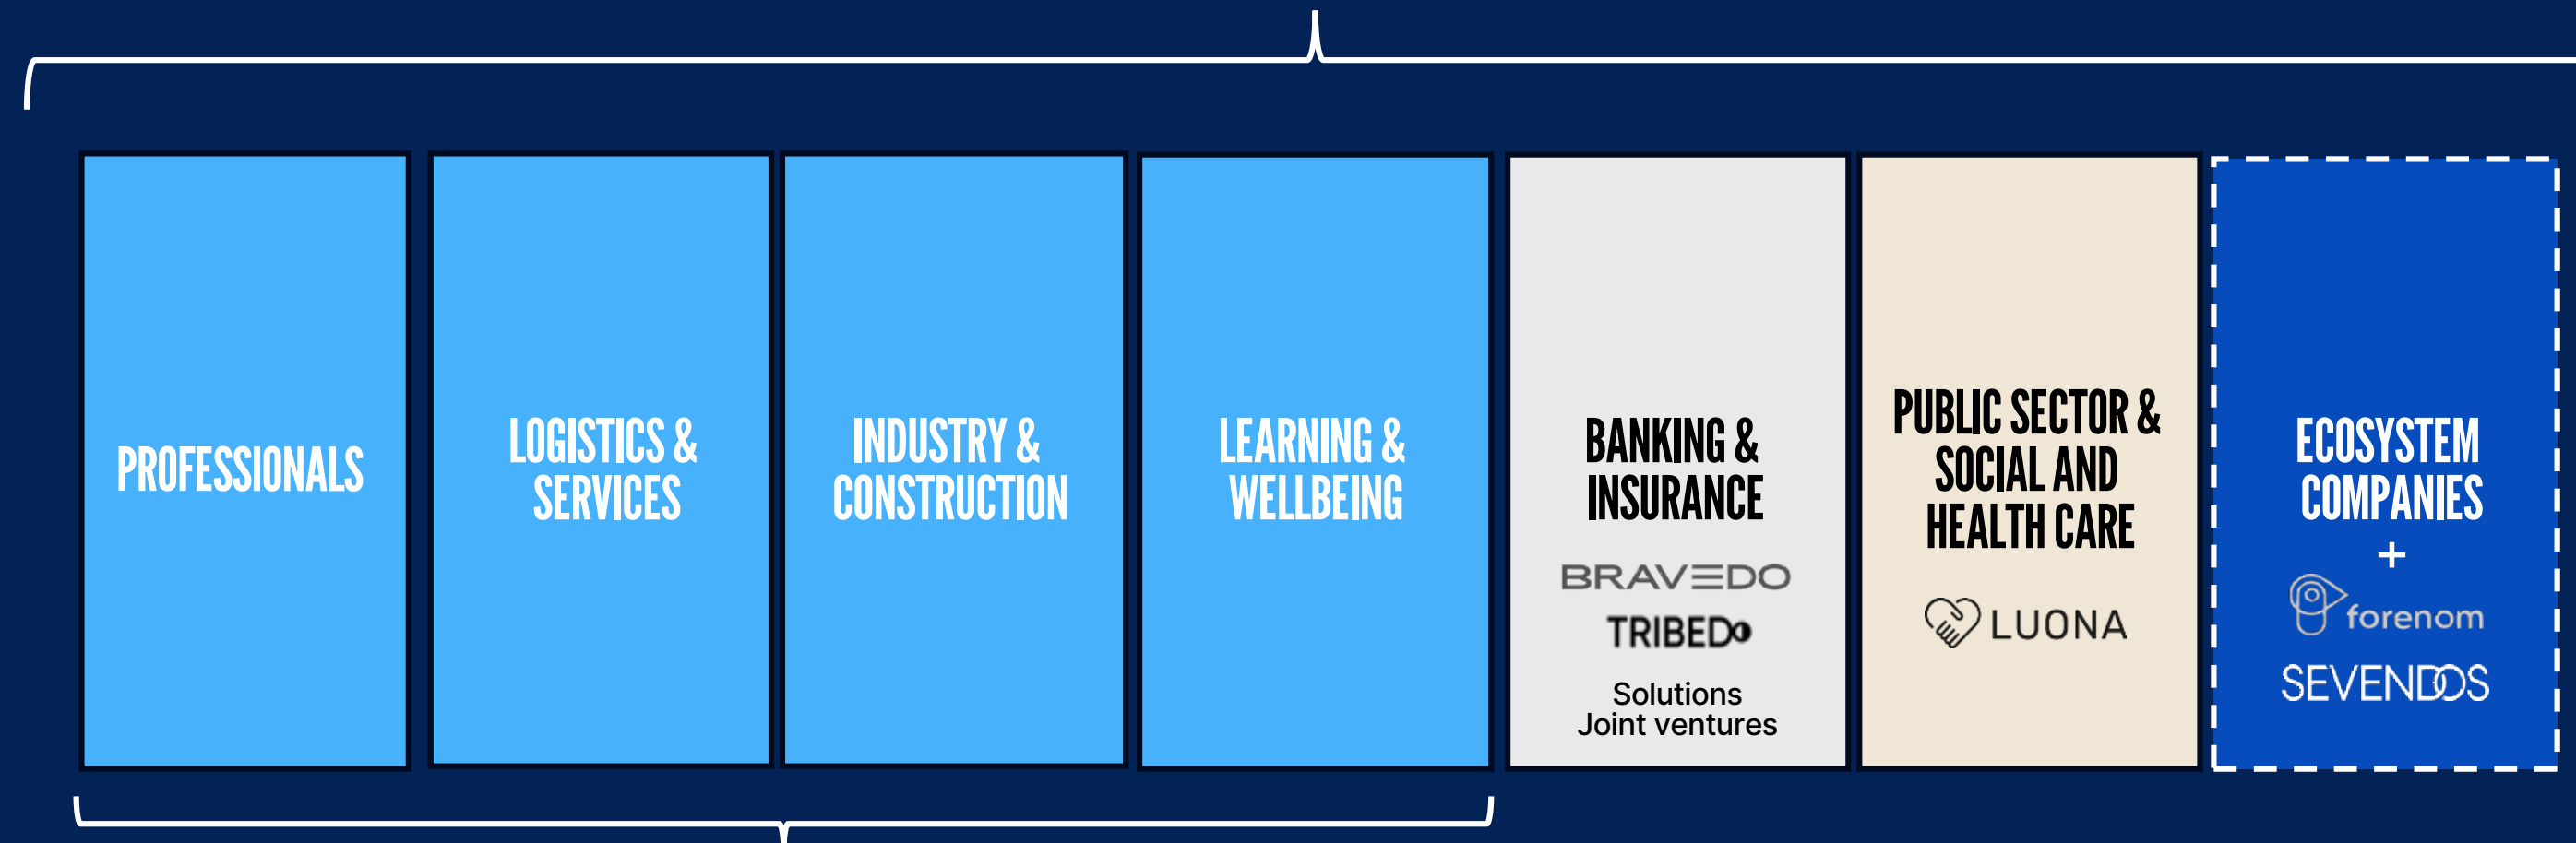 PROFESSIONALS
LOGISTICS &
SERVICES
INDUSTRY &
CONSTRUCTION
LEARNING &
WELLBEING
BANKING &
INSURANCE
BRAVEDO
TRIBEDO
Solutions
Joint ventures
PUBLIC SECTOR &
SOCIAL AND
HEALTH CARE
LUONA
ECOSYSTEM
COMPANIES
+
forenom
SEVENDOS